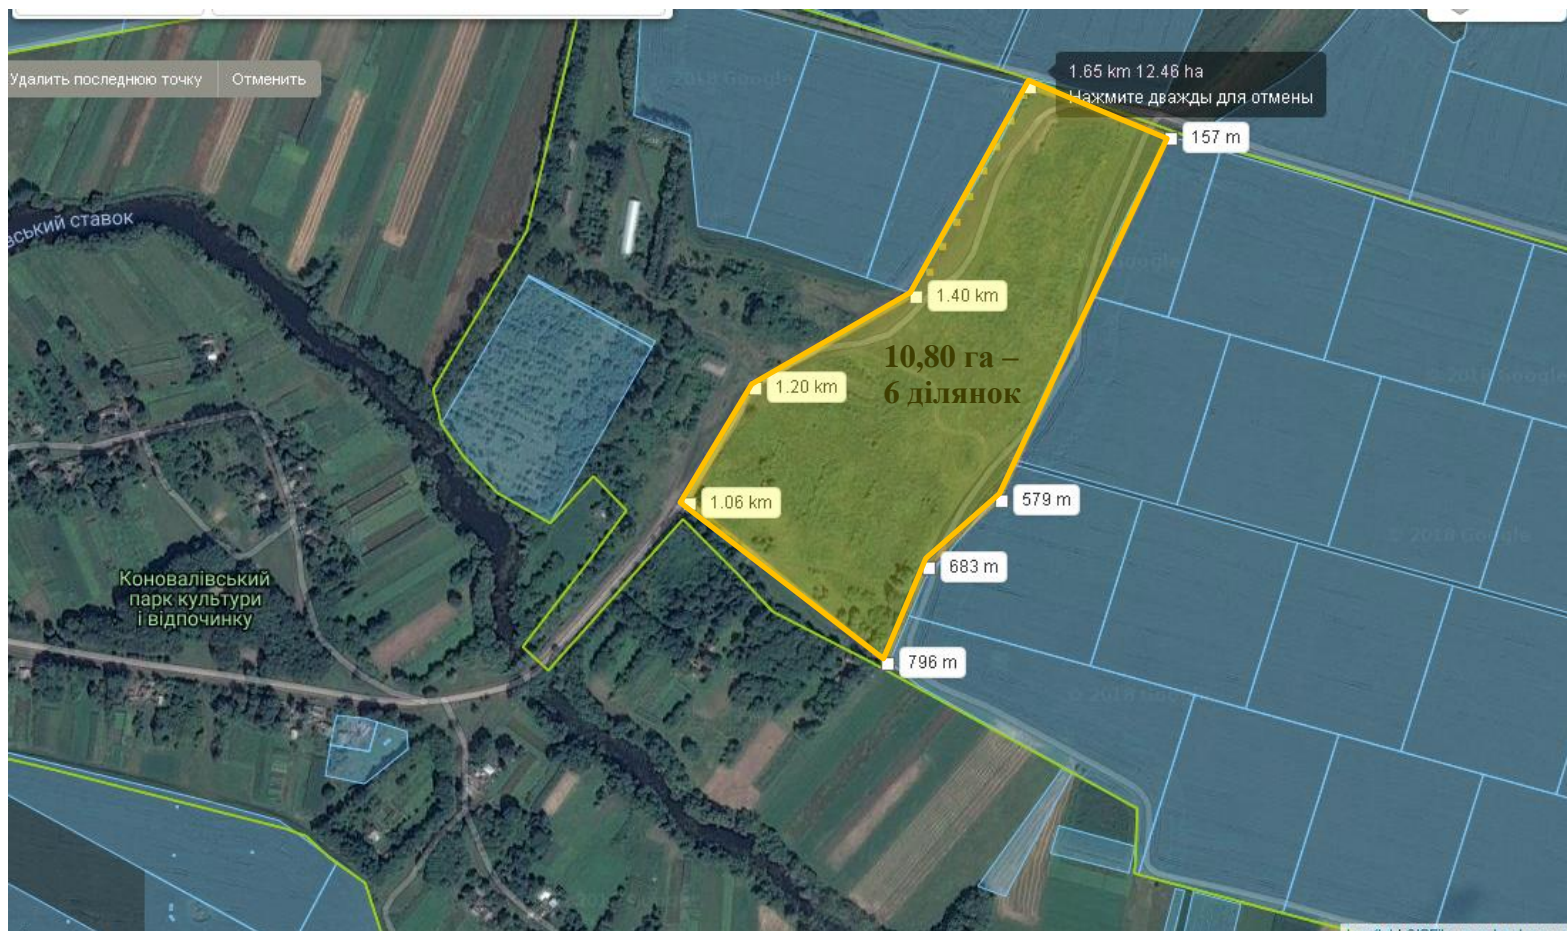 Удалить последнюю точку
Отменить
1.65 km 12.46 ha
Нажмите дважды для отмены
157 m
ський ставок
1.40 km
10,80 га –
6 ділянок
1.20 km
1.06 km
579 m
683 m
796 m
Коновалівський
парк культури
і відпочинку